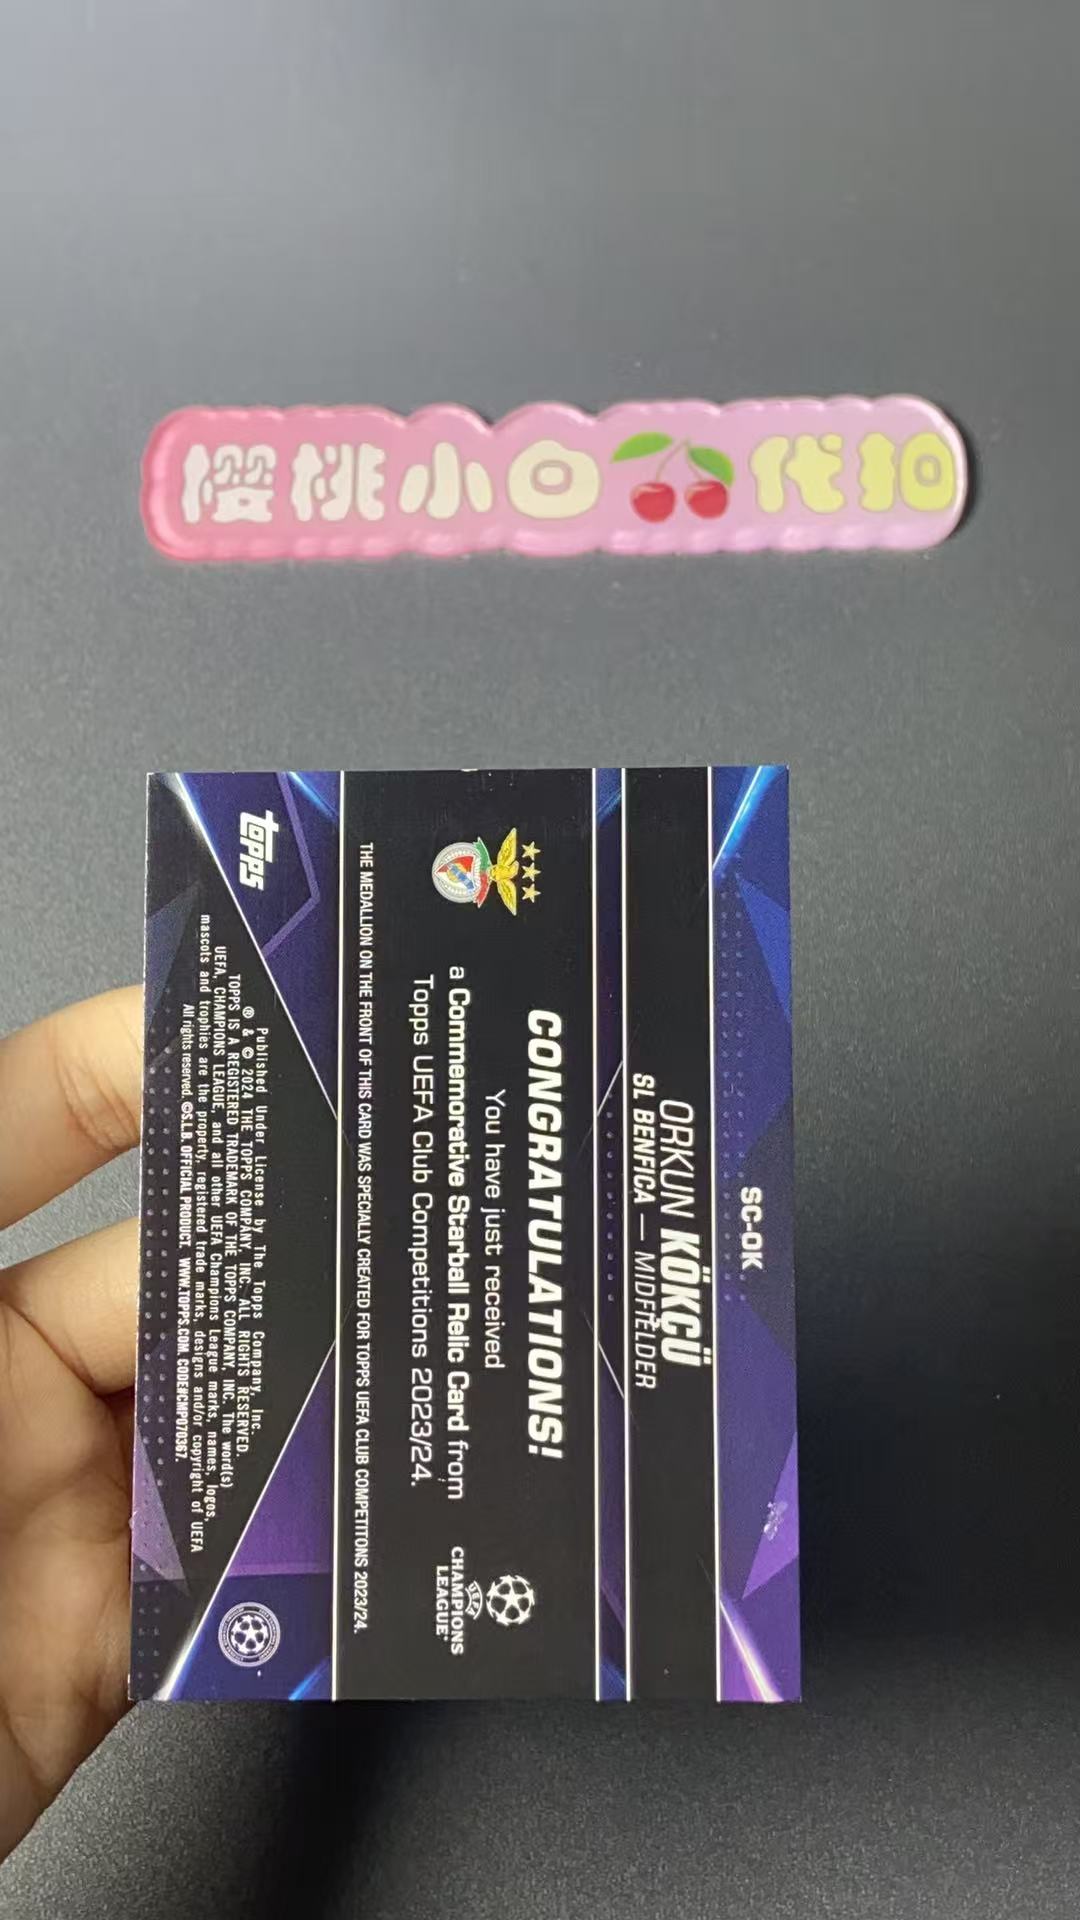 樱桃小口
SC-OK
ORKUN KÖKÇÜ
SL BENFICA — MIDFIELDER
CONGRATULATIONS!
You have just received
a Commemorative Starball Relic Card from
Topps UEFA Club Competitions 2023/24.
UEFA
CHAMPIONS
LEAGUE®
THE MEDALLION ON THE FRONT OF THIS CARD WAS SPECIALLY CREATED FOR TOPPS UEFA CLUB COMPETITONS 2023/24.
topps
Published Under License by The Topps Company, Inc.
® & © 2024 THE TOPPS COMPANY, INC. ALL RIGHTS RESERVED.
TOPPS IS A REGISTERED TRADEMARK OF THE TOPPS COMPANY, INC. The word(s)
UEFA, CHAMPIONS LEAGUE, and all other UEFA Champions League marks, names, logos,
mascots and trophies are the property, registered trade marks, designs and/or copyright of UEFA
All rights reserved. ©S.L.B. OFFICIAL PRODUCT. WWW.TOPPS.COM. CODE#CMP070367.